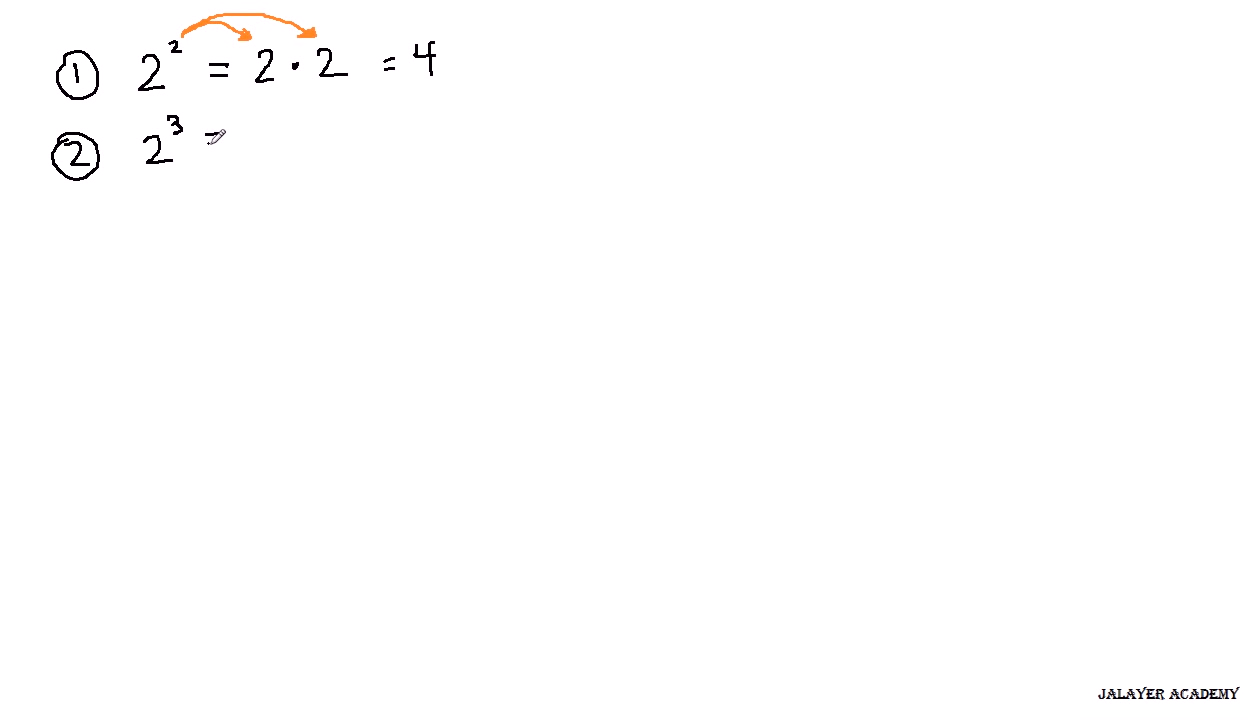 ① 2² = 2 · 2 = 4
② 2³ =
JALAYER ACADEMY